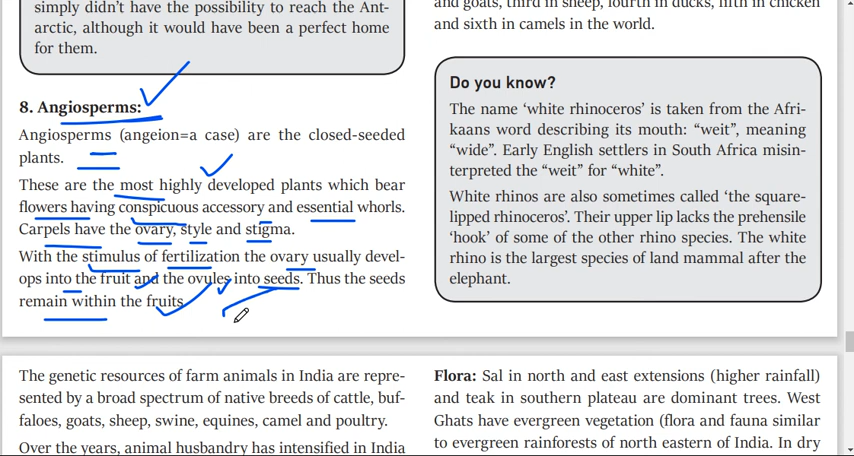 simply didn't have the possibility to reach the Ant-
arctic, although it would have been a perfect home
for them.
8. Angiosperms:
Angiosperms (angeion=a case) are the closed-seeded
plants.
These are the most highly developed plants which bear
flowers having conspicuous accessory and essential whorls.
Carpels have the ovary, style and stigma.
With the stimulus of fertilization the ovary usually devel-
ops into the fruit and the ovules into seeds. Thus the seeds
remain within the fruits
and goats, third in sheep, fourth in ducks, fifth in chicken
and sixth in camels in the world.
Do you know?
The name 'white rhinoceros' is taken from the Afri-
kaans word describing its mouth: “weit”, meaning
“wide”. Early English settlers in South Africa misin-
terpreted the “weit” for “white”.
White rhinos are also sometimes called 'the square-
lipped rhinoceros'. Their upper lip lacks the prehensile
'hook' of some of the other rhino species. The white
rhino is the largest species of land mammal after the
elephant.
The genetic resources of farm animals in India are repre-
sented by a broad spectrum of native breeds of cattle, buf-
faloes, goats, sheep, swine, equines, camel and poultry.
Over the years, animal husbandry has intensified in India
Flora: Sal in north and east extensions (higher rainfall)
and teak in southern plateau are dominant trees. West
Ghats have evergreen vegetation (flora and fauna similar
to evergreen rainforests of north eastern of India. In dry